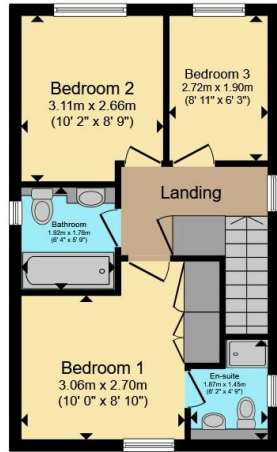 Bedroom 2
3.11m x 2.66m
(10' 2" x 8' 9")
Bedroom 3
2.72m x 1.90m
(8' 11" x 6' 3")
Landing
Bathroom
1.92m x 1.76m
(6' 4" x 5' 9")
Bedroom 1
3.06m x 2.70m
(10' 0" x 8' 10")
En-suite
1.87m x 1.45m
(6' 2" x 4' 9")